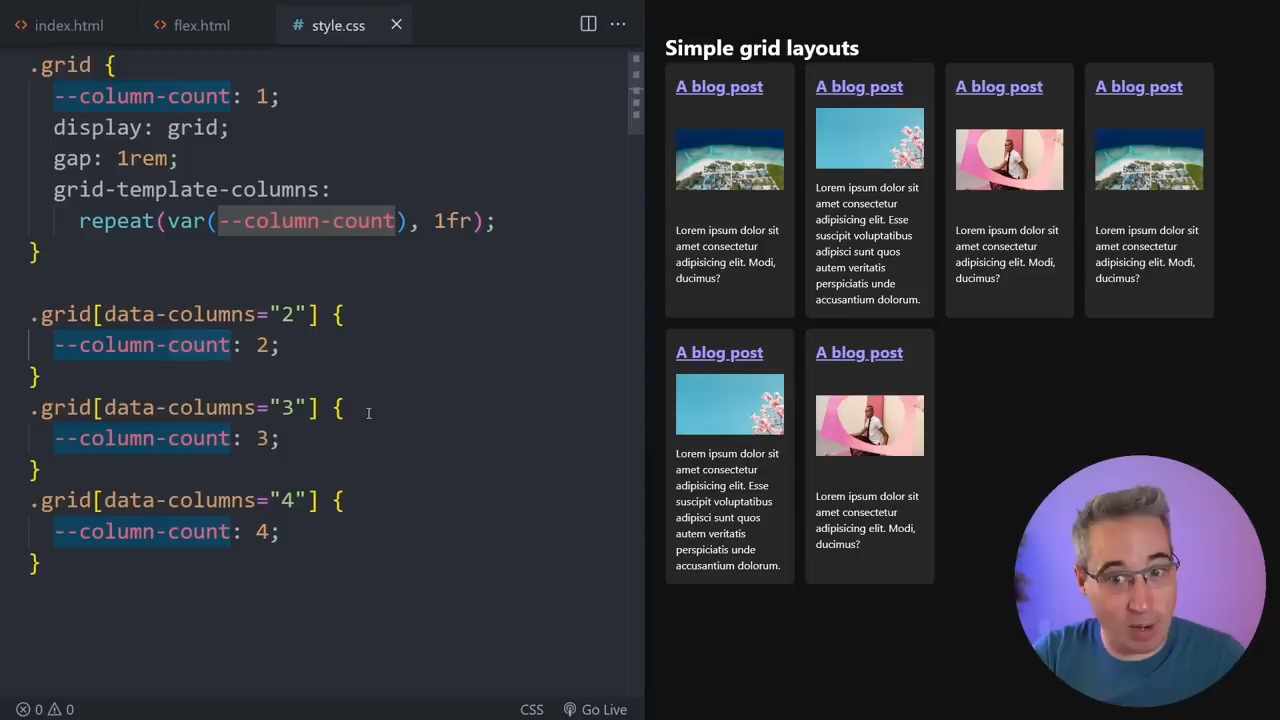 index.html
flex.html
# style.css
.grid {
--column-count: 1;
display: grid;
gap: 1rem;
grid-template-columns:
repeat(var(--column-count), 1fr);
}
.grid[data-columns="2"] {
--column-count: 2;
}
.grid[data-columns="3"] {
--column-count: 3;
}
.grid[data-columns="4"] {
--column-count: 4;
}
0 0
CSS
Go Live
Simple grid layouts
A blog post
Lorem ipsum dolor sit
amet consectetur
adipisicing elit. Modi,
ducimus?
A blog post
Lorem ipsum dolor sit
amet consectetur
adipisicing elit. Esse
suscipit voluptatibus
adipisci sunt quos
autem veritatis
perspiciatis unde
accusantium dolorum.
A blog post
Lorem ipsum dolor sit
amet consectetur
adipisicing elit. Modi,
ducimus?
A blog post
Lorem ipsum dolor sit
amet consectetur
adipisicing elit. Modi,
ducimus?
A blog post
Lorem ipsum dolor sit
amet consectetur
adipisicing elit. Esse
suscipit voluptatibus
adipisci sunt quos
autem veritatis
perspiciatis unde
accusantium dolorum.
A blog post
Lorem ipsum dolor sit
amet consectetur
adipisicing elit. Modi,
ducimus?